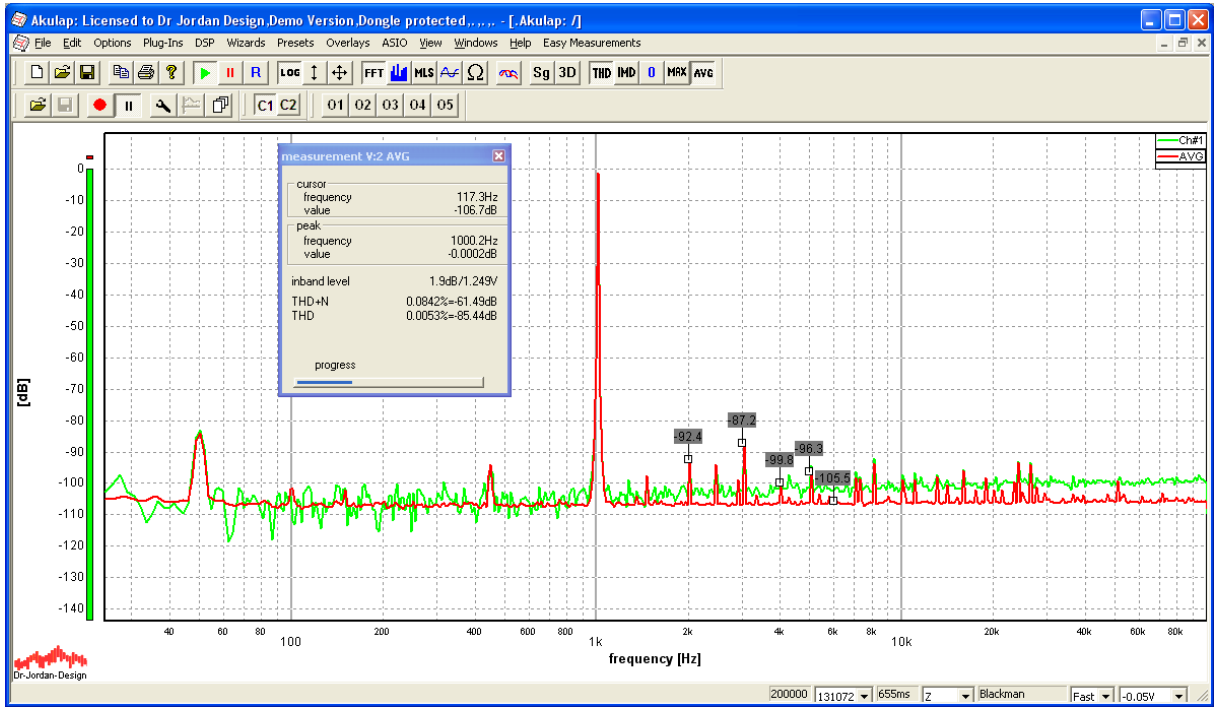 Akulap: Licensed to Dr Jordan Design,Demo Version,Dongle protected,.,.,. - [.Akulap: /]
File Edit Options Plug-Ins DSP Wizards Presets Overlays ASIO View Windows Help Easy Measurements
R LOG FFT MLS Ω Sg 3D THD IMD 0 MAX AVG
C1 C2 01 02 03 04 05
Ch#1
AVG
measurement V:2 AVG
cursor
frequency 117.3Hz
value -106.7dB
peak
frequency 1000.2Hz
value -0.0002dB
inband level 1.9dB/1.249V
THD+N 0.0842%=-61.49dB
THD 0.0053%=-85.44dB
progress
0
-10
-20
-30
-40
-50
-60
-70
-80
-90
-100
-110
-120
-130
-140
[dB]
-92.4
-87.2
-99.8
-96.3
-105.5
40 60 80 200 400 600 800 2k 4k 6k 8k 20k 40k 60k 80k
100 1k 10k
frequency [Hz]
Dr-Jordan-Design
200000 131072 655ms Z Blackman Fast -0.05V